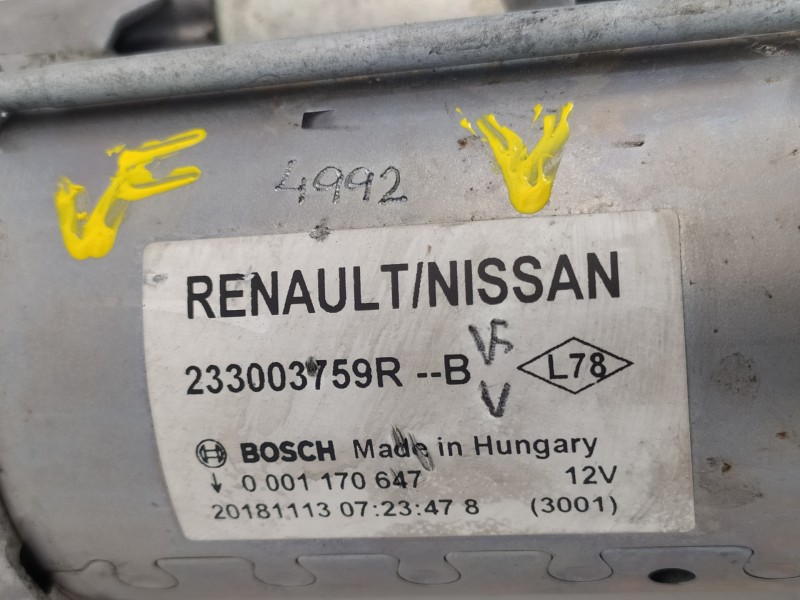 VF
4992
V
RENAULT/NISSAN
233003759R --B
VF
V
L78
BOSCH Made in Hungary
0 001 170 647 12V
20181113 07:23:47 8 (3001)